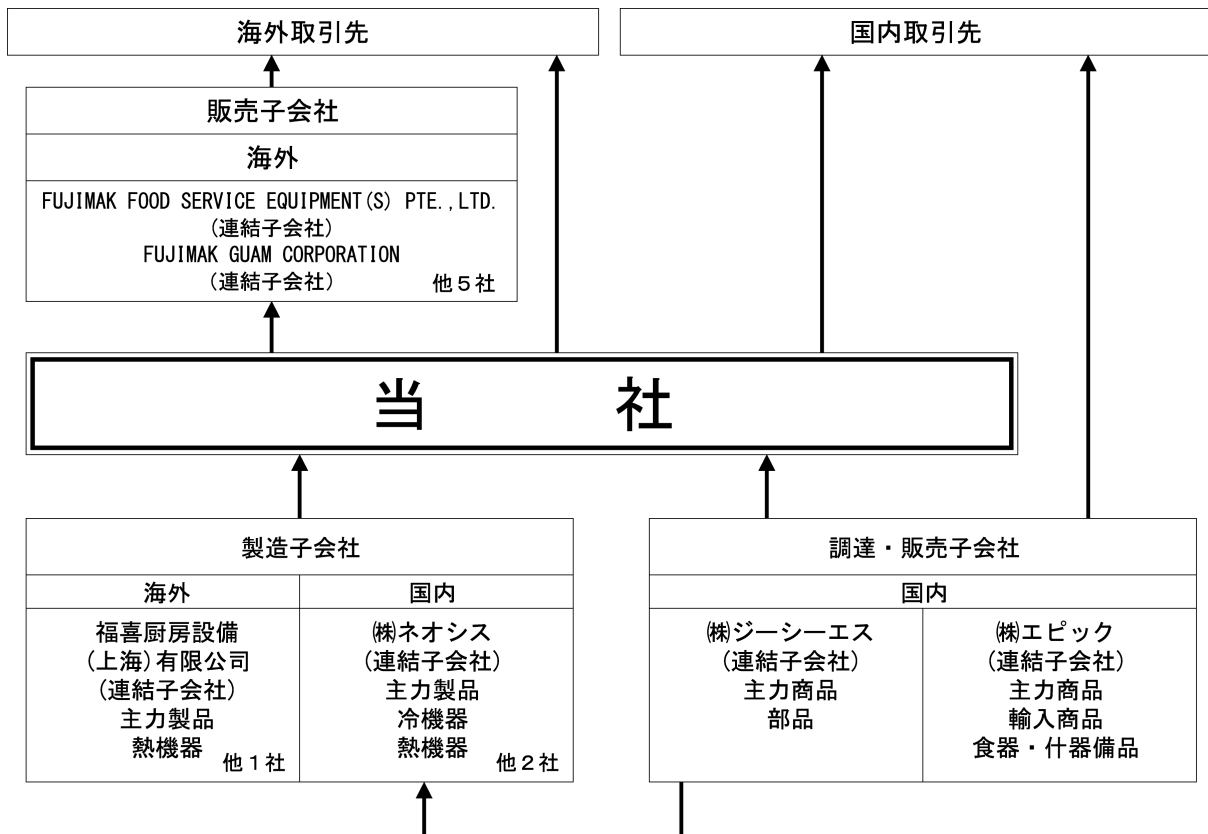 海外取引先
国内取引先
販売子会社
海外
FUJIMAK FOOD SERVICE EQUIPMENT(S) PTE.,LTD.
(連結子会社)
FUJIMAK GUAM CORPORATION
(連結子会社) 他5社
当 社
製造子会社
海外
国内
福喜厨房設備
(上海)有限公司
(連結子会社)
主力製品
熱機器
他1社
㈱ネオシス
(連結子会社)
主力製品
冷機器
熱機器
他2社
調達・販売子会社
国内
㈱ジーシーエス
(連結子会社)
主力商品
部品
㈱エピック
(連結子会社)
主力商品
輸入商品
食器・什器備品